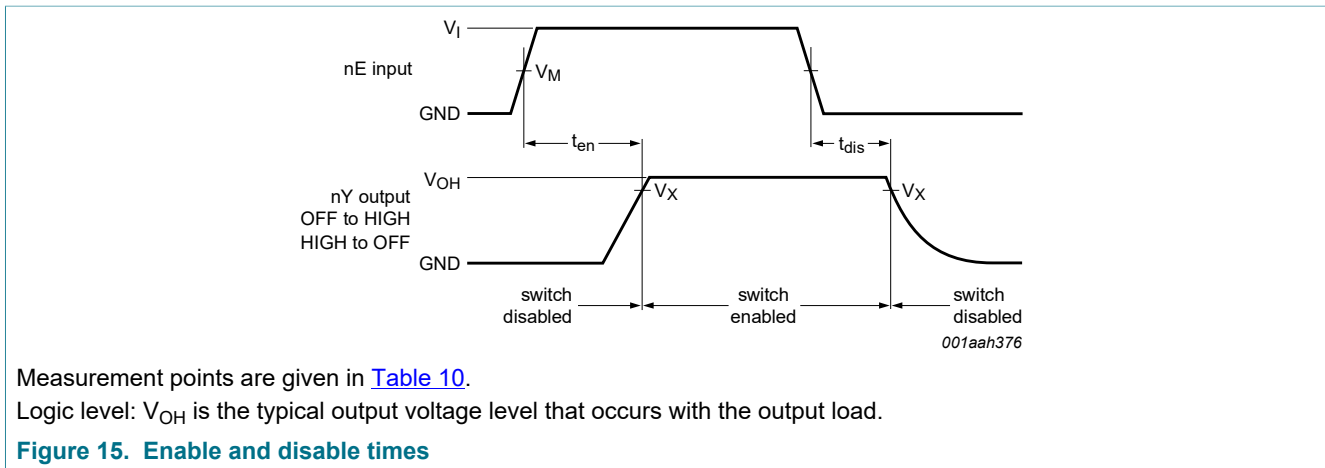 V_I
nE input
V_M
GND
t_en
t_dis
V_OH
nY output
OFF to HIGH
HIGH to OFF
V_X
V_X
GND
switch
disabled
switch
enabled
switch
disabled
001aah376
Measurement points are given in Table 10.
Logic level: V_OH is the typical output voltage level that occurs with the output load.
Figure 15. Enable and disable times